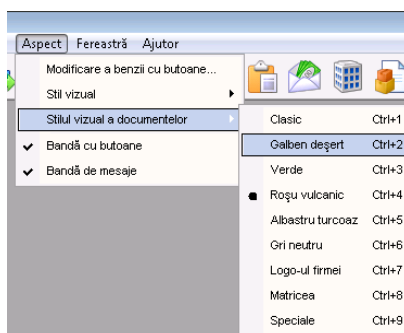 Aspect Fereastră Ajutor
Modificare a benzii cu butoane...
Stil vizual
Stilul vizual a documentelor
Bandă cu butoane
Bandă de mesaje
Clasic Ctrl+1
Galben deşert Ctrl+2
Verde Ctrl+3
Roşu vulcanic Ctrl+4
Albastru turcoaz Ctrl+5
Gri neutru Ctrl+6
Logo-ul firmei Ctrl+7
Matricea Ctrl+8
Speciale Ctrl+9